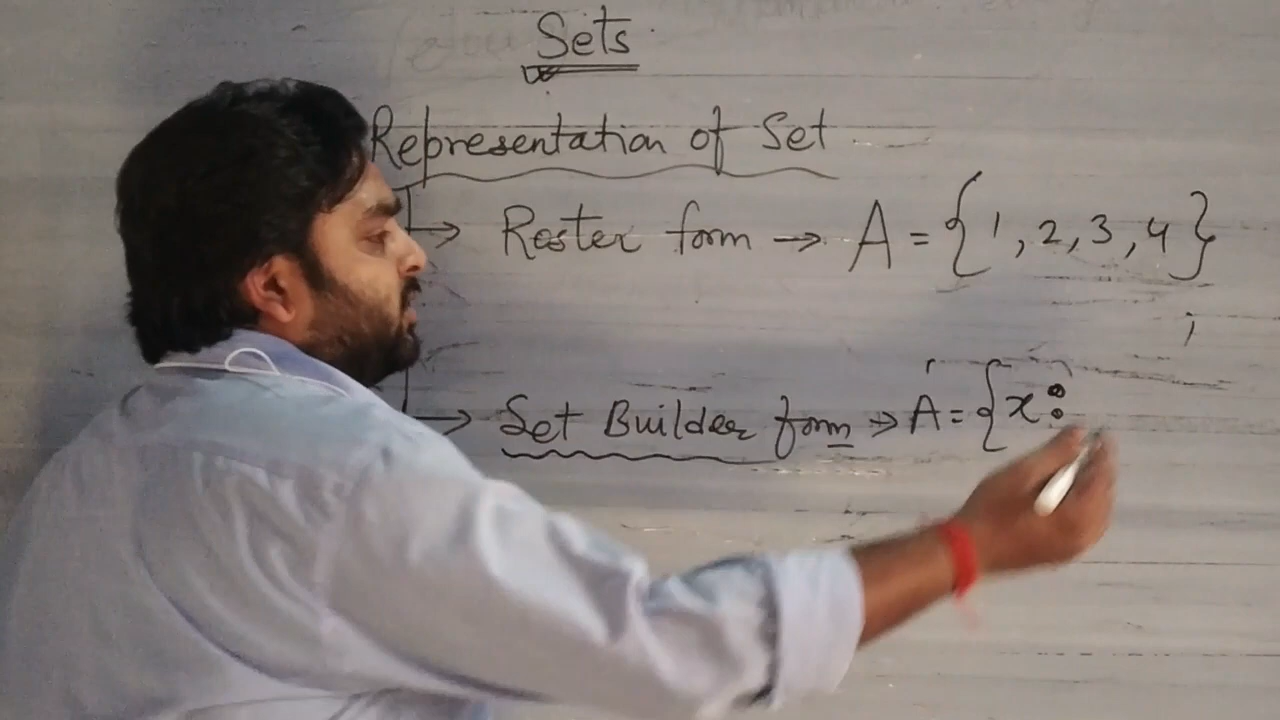 Sets
Representation of Set
→ Roster form → A = {1, 2, 3, 4}
→ Set Builder form → A = {x: